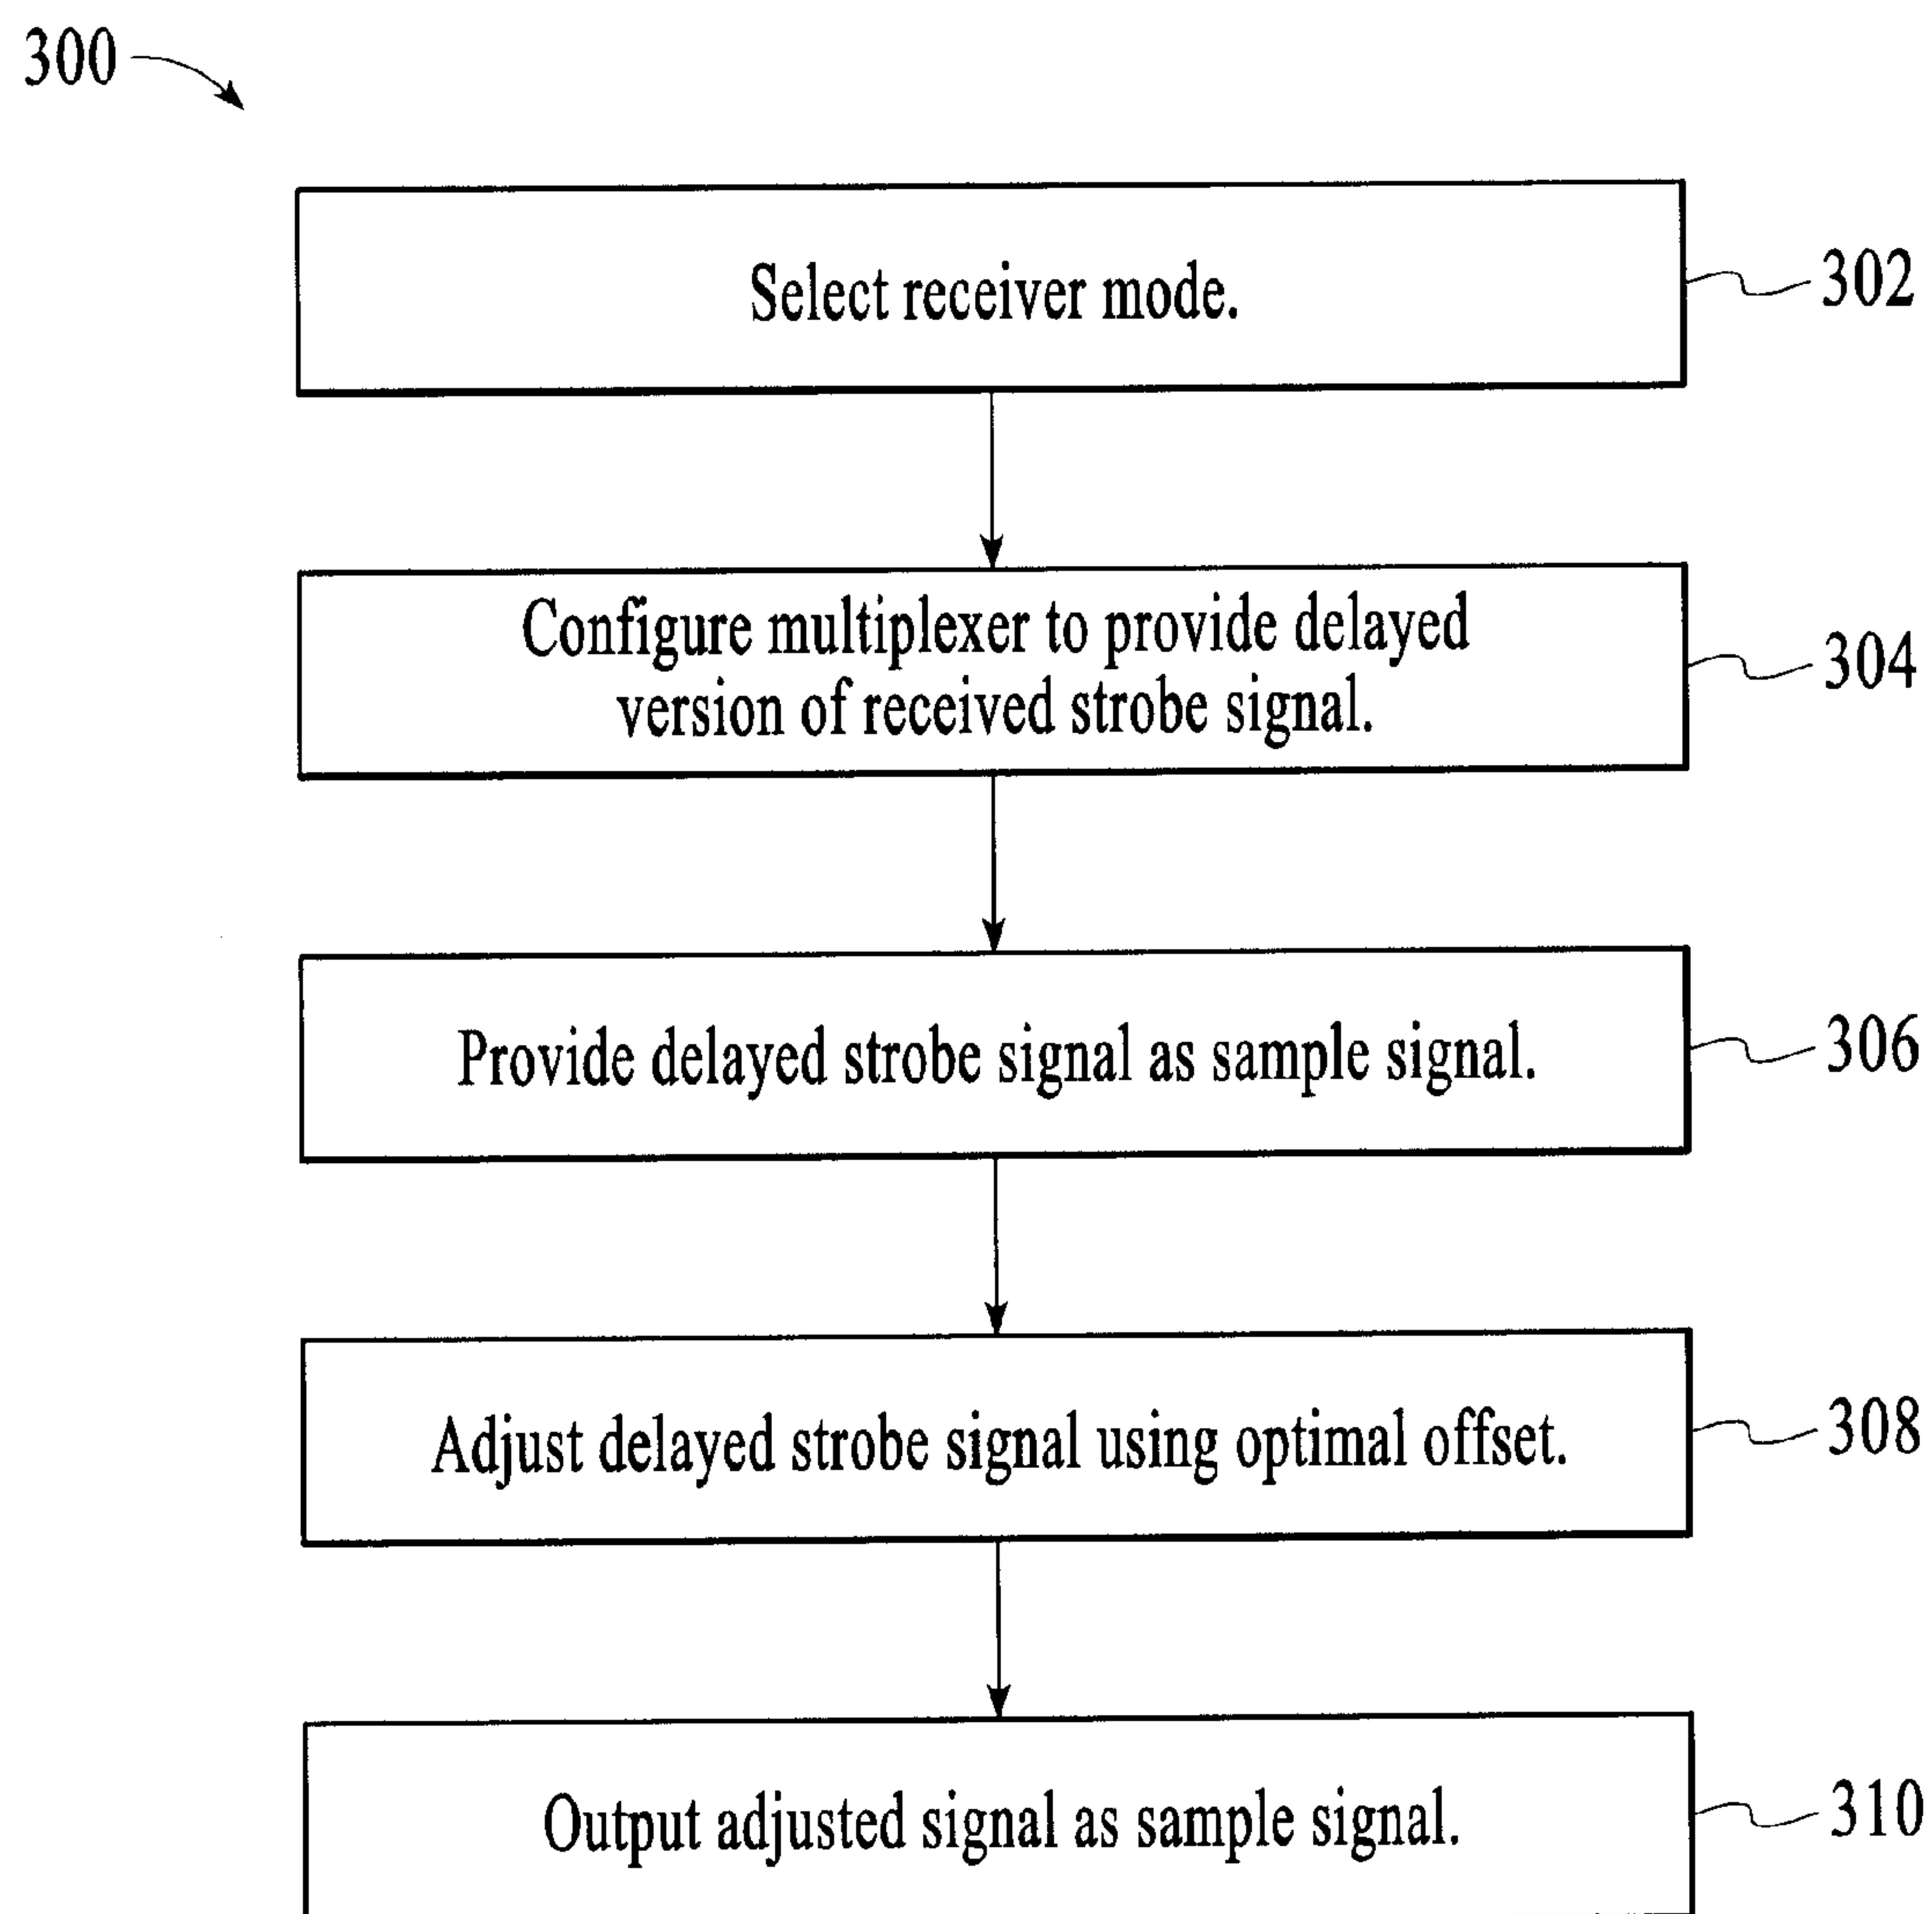 300
Select receiver mode.
302
Configure multiplexer to provide delayed
version of received strobe signal.
304
Provide delayed strobe signal as sample signal.
306
Adjust delayed strobe signal using optimal offset.
308
Output adjusted signal as sample signal.
310